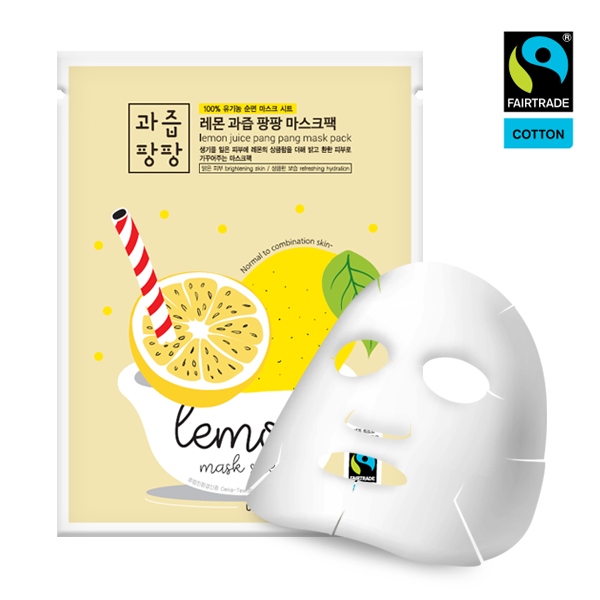 FAIRTRADE
COTTON
과즙
팡팡
100% 유기농 순면 마스크 시트
레몬 과즙 팡팡 마스크팩
lemon juice pang pang mask pack
생기를 잃은 피부에 레몬의 상큼함을 더해 맑고 환한 피부로
가꾸어주는 마스크팩
맑은 피부 brightening skin / 상큼한 보습 refreshing hydration
Normal to combination skin
lemo
mask s
FAIRTRADE